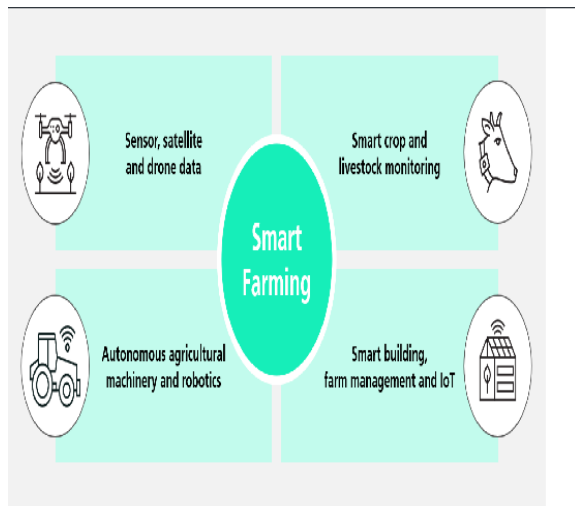 Sensor, satellite
and drone data
Smart crop and
livestock monitoring
Smart
Farming
Autonomous agricultural
machinery and robotics
Smart building,
farm management and IoT